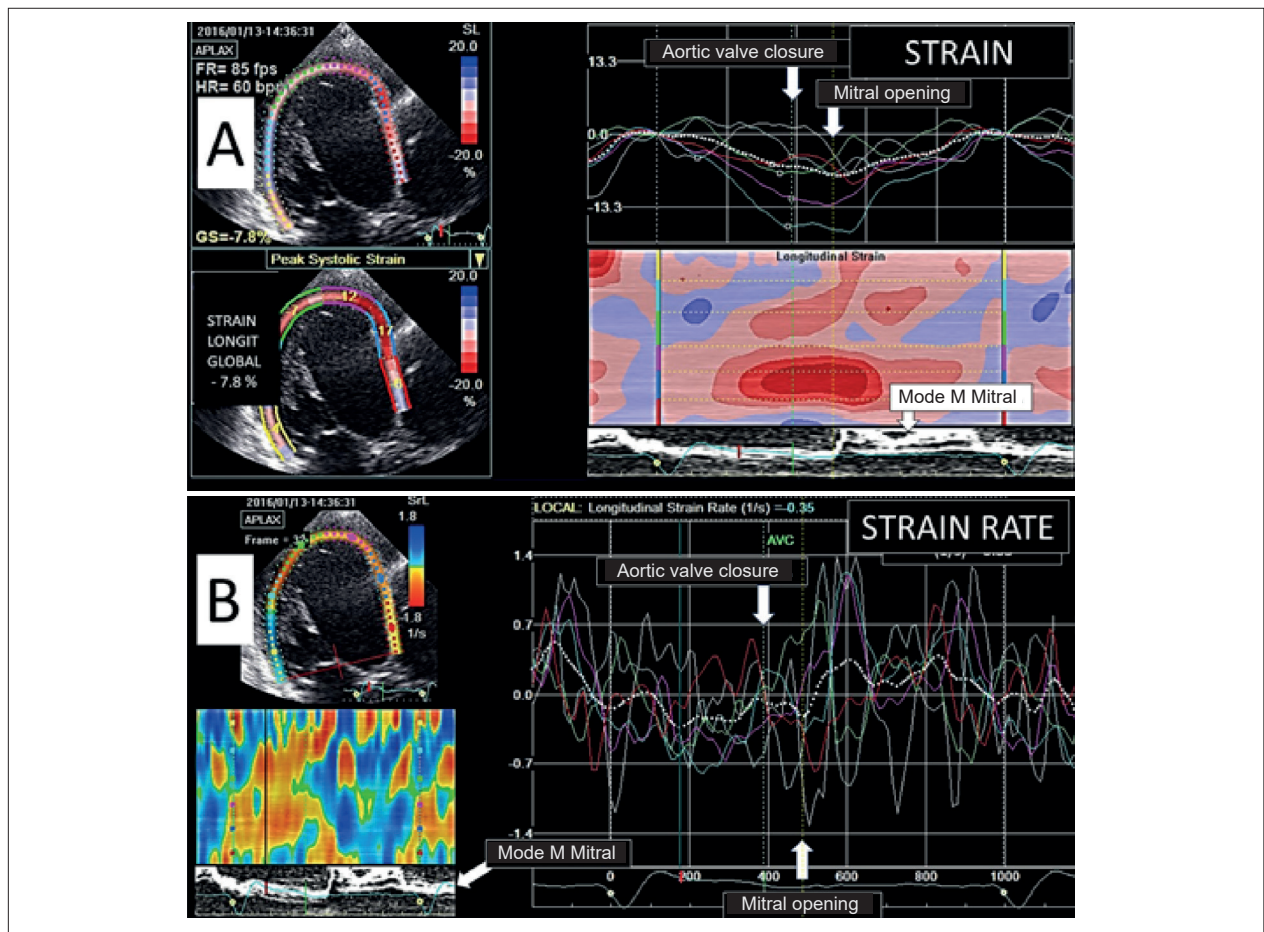 2016/01/13-14:36:31
APLAX
FR= 85 fps
HR= 60 bpm
A
SL
20.0
-20.0
%
GS=-7.8%
Peak Systolic Strain
20.0
-20.0
%
STRAIN
LONGIT
GLOBAL
- 7.8 %
12
17
STRAIN
Aortic valve closure
Mitral opening
13.3
0.0
-13.3
Longitudinal Strain
Mode M Mitral
2016/01/13-14:36:31
APLAX
Frame =
B
SrL
1.8
1.8
1/s
Mode M Mitral
LOCAL: Longitudinal Strain Rate (1/s) =-0.35
STRAIN RATE
AVC
Aortic valve closure
1.4
0.7
0.0
-0.7
-1.4
0
200
400
600
800
1000
Mitral opening